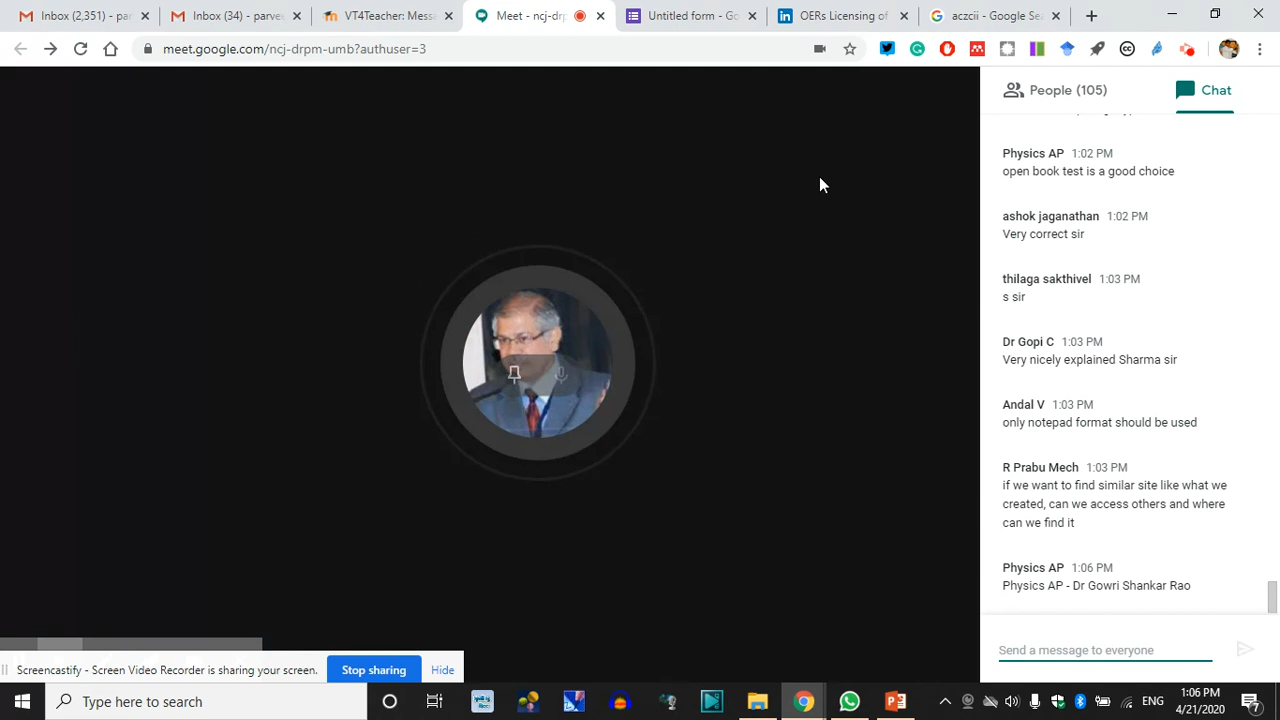 Inbox (2,351) - par
Inbox (34) - parvee
VT4Teacher: Messa
Meet - ncj-drp
Untitled form - Go
OERs Licensing of
aczcii - Google Sea
meet.google.com/ncj-drpm-umb?authuser=3
People (105)
Chat
Physics AP 1:02 PM
open book test is a good choice
ashok jaganathan 1:02 PM
Very correct sir
thilaga sakthivel 1:03 PM
s sir
Dr Gopi C 1:03 PM
Very nicely explained Sharma sir
Andal V 1:03 PM
only notepad format should be used
R Prabu Mech 1:03 PM
if we want to find similar site like what we
created, can we access others and where
can we find it
Physics AP 1:06 PM
Physics AP - Dr Gowri Shankar Rao
Send a message to everyone
Screencastify - Screen Video Recorder is sharing your screen.
Stop sharing
Hide
Type here to search
ENG
1:06 PM
4/21/2020
7